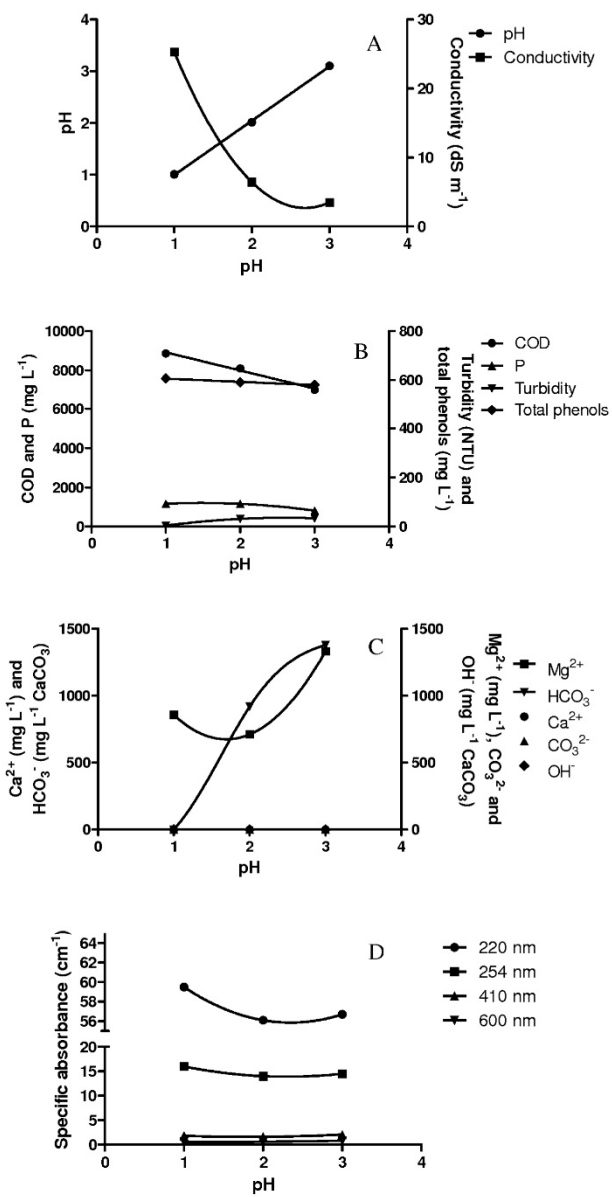 A
4
3
2
1
0
pH
30
20
10
0
Conductivity (dS m⁻¹)
0 1 2 3 4
pH
pH
Conductivity
B
10000
8000
6000
4000
2000
0
COD and P (mg L⁻¹)
800
600
400
200
0
Turbidity (NTU) and
total phenols (mg L⁻¹)
0 1 2 3 4
pH
COD
P
Turbidity
Total phenols
C
1500
1000
500
0
Ca²⁺ (mg L⁻¹) and
HCO₃⁻ (mg L⁻¹ CaCO₃)
1500
1000
500
0
Mg²⁺ (mg L⁻¹), CO₃²⁻ and
OH⁻ (mg L⁻¹ CaCO₃)
0 1 2 3 4
pH
Mg²⁺
HCO₃⁻
Ca²⁺
CO₃²⁻
OH⁻
D
64
62
60
58
56
20
15
10
5
0
Specific absorbance (cm⁻¹)
0 1 2 3 4
pH
220 nm
254 nm
410 nm
600 nm